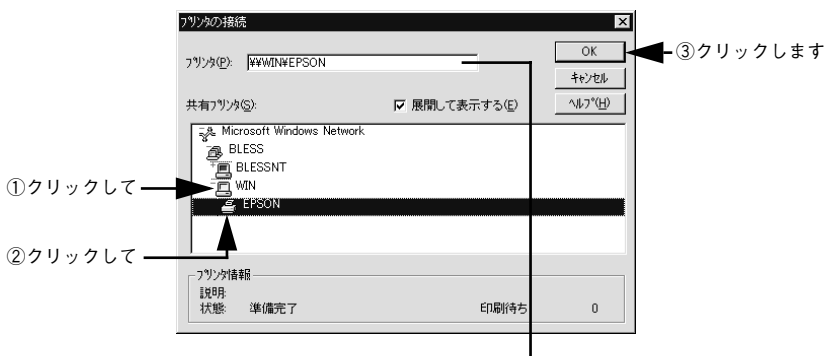 プリンタの接続
プリンタ(P): ¥¥WIN¥EPSON
OK
③クリックします
キャンセル
共有プリンタ(S):
展開して表示する(E)
ヘルプ(H)
Microsoft Windows Network
BLESS
BLESSNT
①クリックして
WIN
EPSON
②クリックして
プリンタ情報
説明:
状態: 準備完了 印刷待ち 0